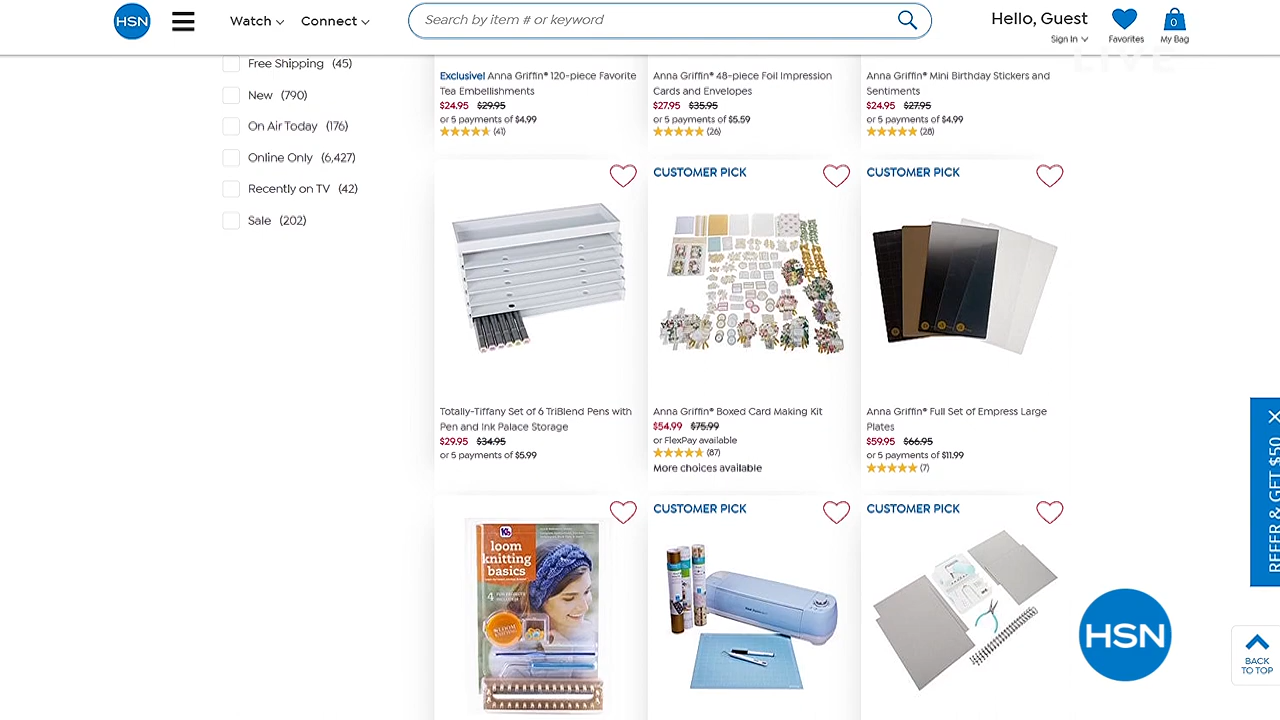 HSN
Watch
Connect
Search by item # or keyword
Hello, Guest
Sign In
Favorites
0
My Bag
LIVE
Free Shipping (45)
New (790)
On Air Today (176)
Online Only (6,427)
Recently on TV (42)
Sale (202)
Exclusive! Anna Griffin® 120-piece Favorite
Tea Embellishments
$24.95 $29.95
or 5 payments of $4.99
(41)
Anna Griffin® 48-piece Foil Impression
Cards and Envelopes
$27.95 $35.95
or 5 payments of $5.59
(26)
Anna Griffin® Mini Birthday Stickers and
Sentiments
$24.95 $27.95
or 5 payments of $4.99
(28)
Totally-Tiffany Set of 6 TriBlend Pens with
Pen and Ink Palace Storage
$29.95 $34.95
or 5 payments of $5.99
CUSTOMER PICK
Anna Griffin® Boxed Card Making Kit
$54.99 $75.99
or FlexPay available
(87)
More choices available
CUSTOMER PICK
Anna Griffin® Full Set of Empress Large
Plates
$59.95 $66.95
or 5 payments of $11.99
(7)
loom
knitting
basics
CUSTOMER PICK
CUSTOMER PICK
REFER & GET $50
HSN
BACK
TO TOP